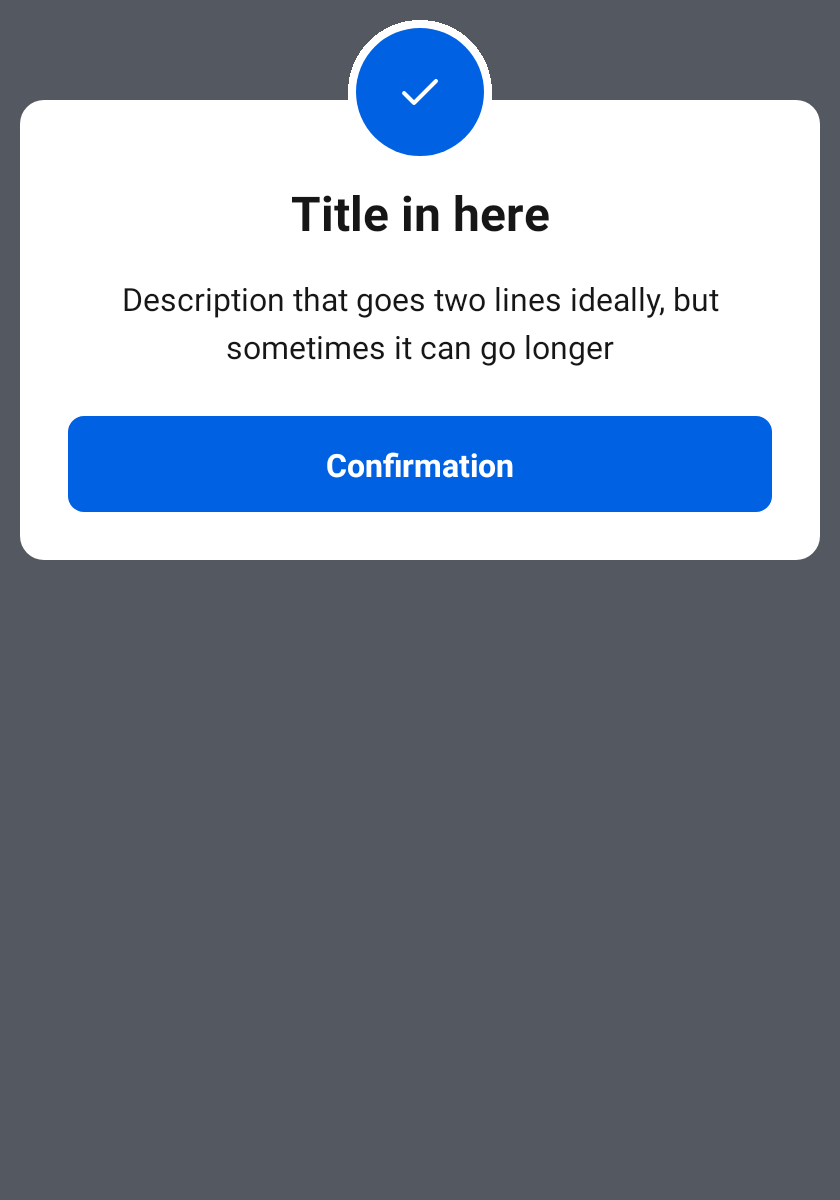 Title in here
Description that goes two lines ideally, but
sometimes it can go longer
Confirmation